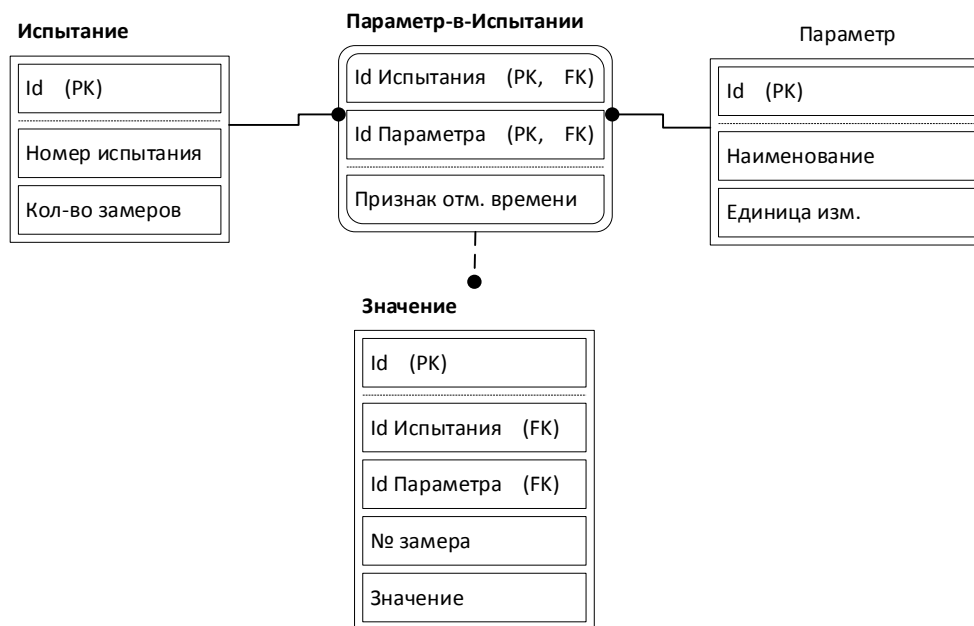 Испытание
Id (PK)
Номер испытания
Кол-во замеров
Параметр-в-Испытании
Id Испытания (PK, FK)
Id Параметра (PK, FK)
Признак отм. времени
Параметр
Id (PK)
Наименование
Единица изм.
Значение
Id (PK)
Id Испытания (FK)
Id Параметра (FK)
№ замера
Значение